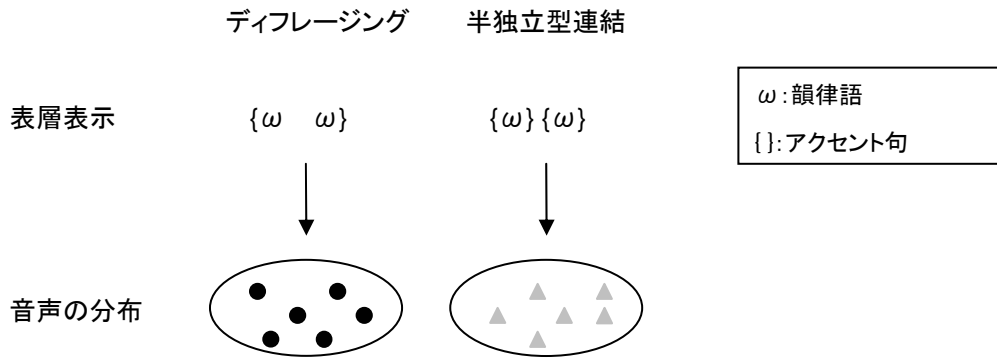 ディフレージング 半独立型連結
表層表示 {ω ω} {ω}{ω}
ω:韻律語
{ }:アクセント句
音声の分布